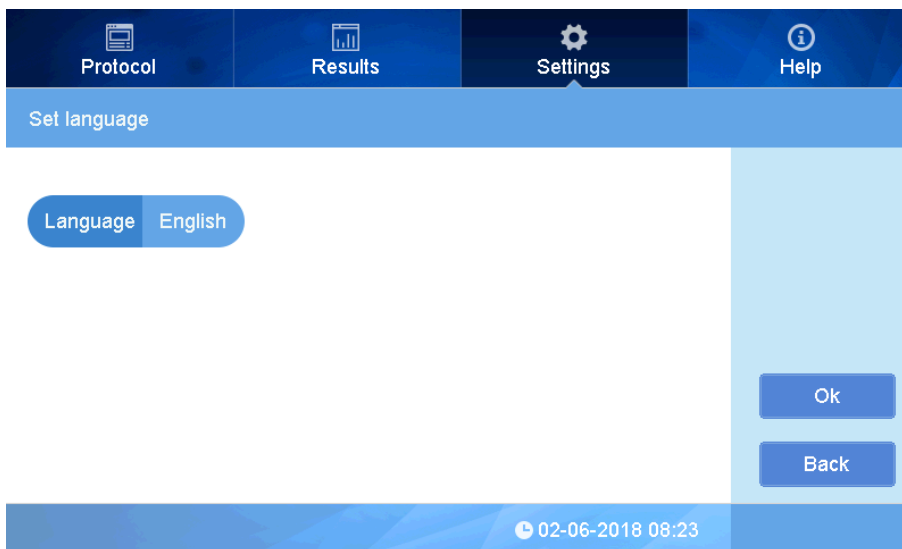 Protocol
Results
Settings
Help
Set language
Language English
Ok
Back
02-06-2018 08:23